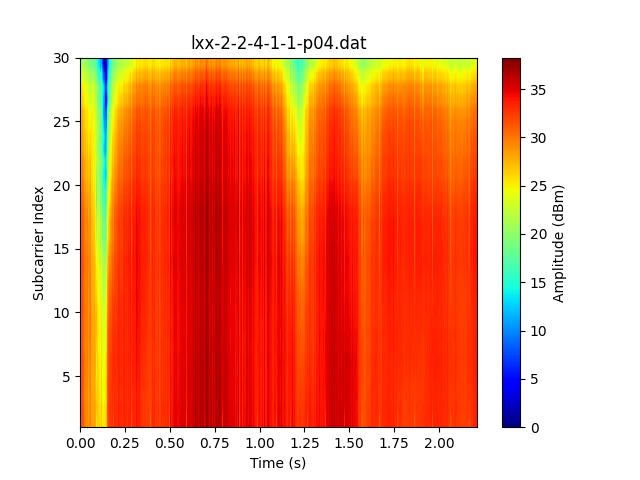 lxx-2-2-4-1-1-p04.dat
30
25
20
15
10
5
Subcarrier Index
0.00 0.25 0.50 0.75 1.00 1.25 1.50 1.75 2.00
Time (s)
35
30
25
20
15
10
5
0
Amplitude (dBm)